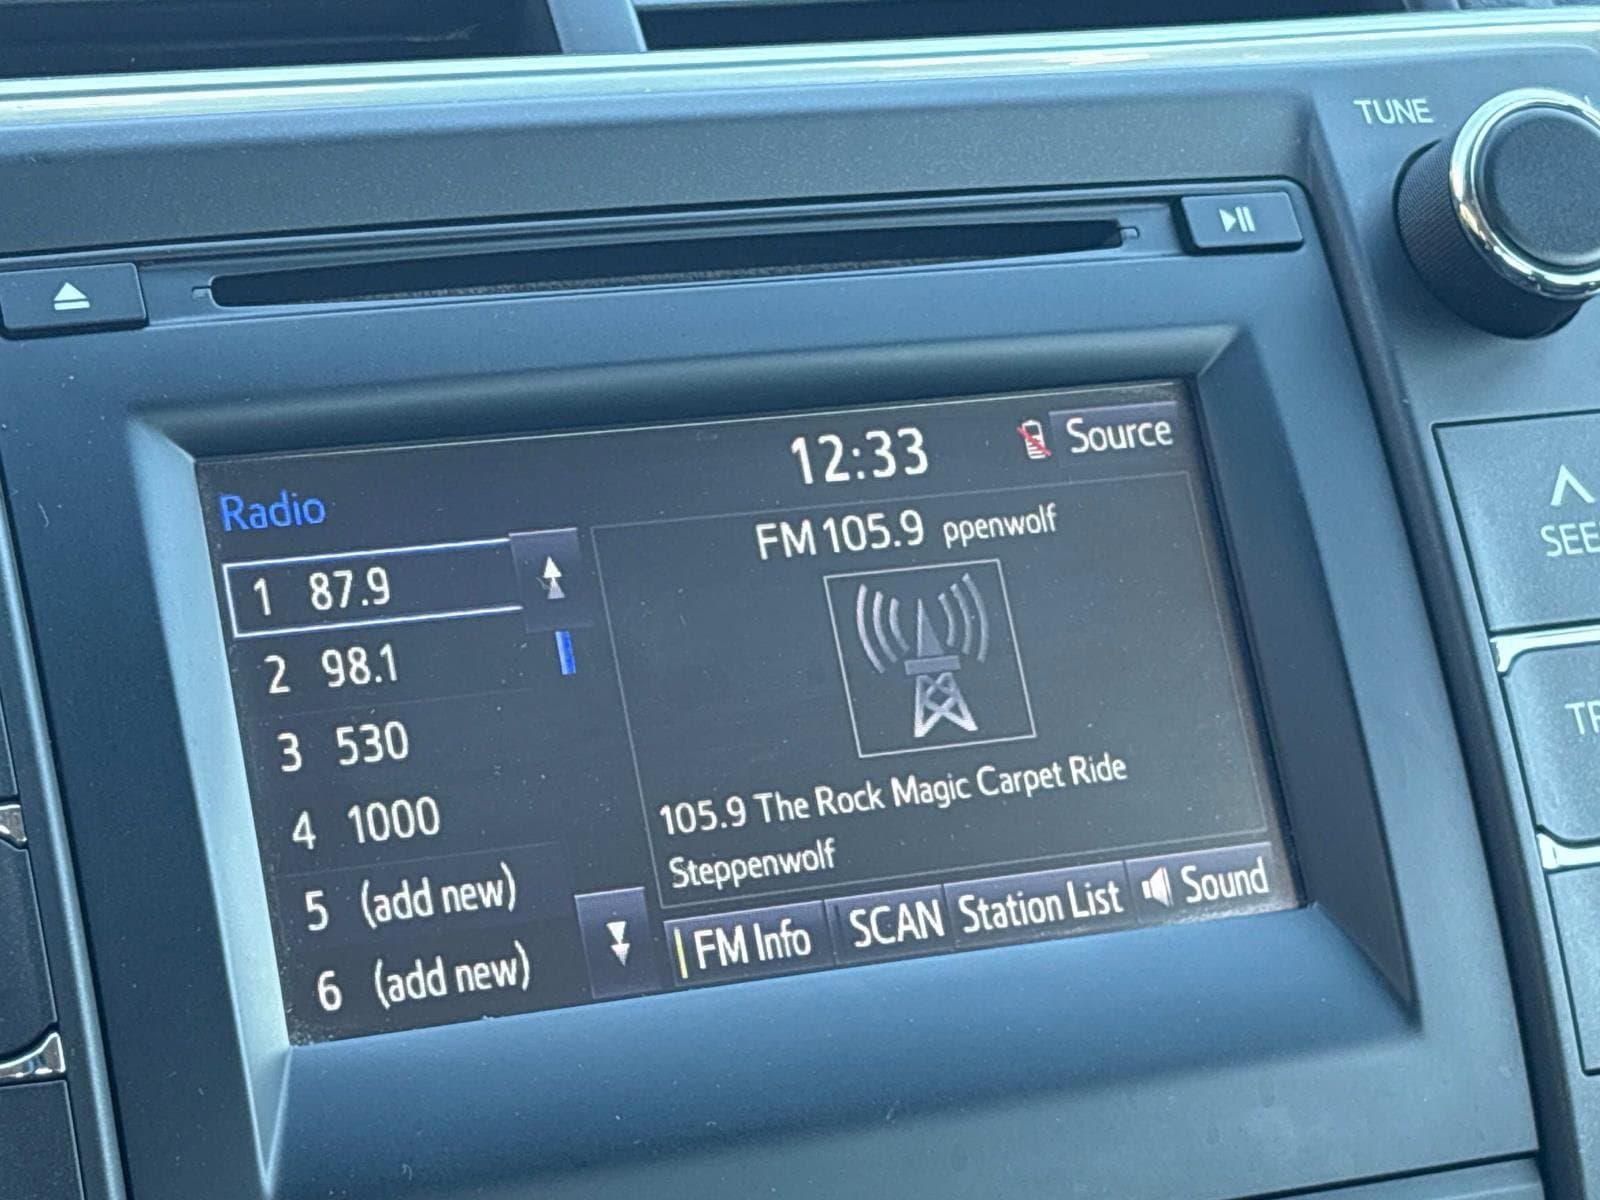 TUNE
12:33
Source
Radio
FM 105.9 ppenwolf
1 87.9
2 98.1
3 530
4 1000
5 (add new)
6 (add new)
105.9 The Rock Magic Carpet Ride
Steppenwolf
FM Info
SCAN
Station List
Sound
SEE
TR